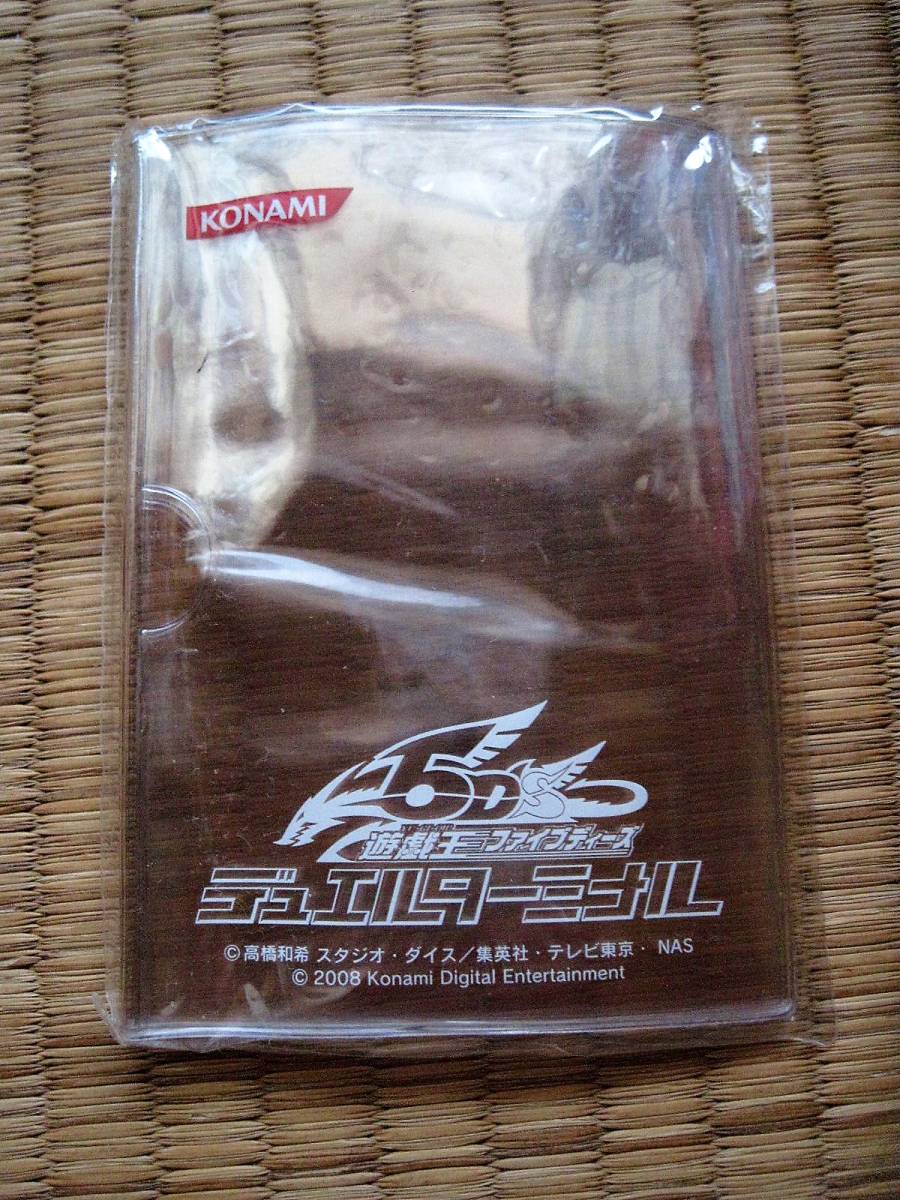 KONAMI
5D's
遊戯王ファイブディーズ
デュエルターミナル
© 高橋和希 スタジオ・ダイス／集英社・テレビ東京・ NAS
© 2008 Konami Digital Entertainment